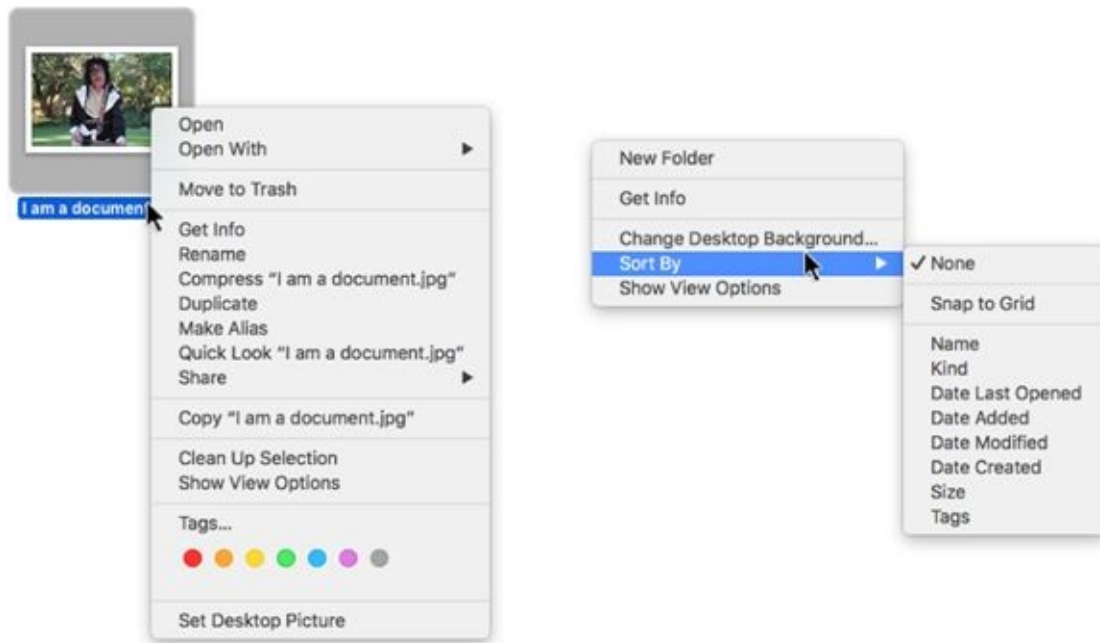 I am a document
Open
Open With
Move to Trash
Get Info
Rename
Compress “I am a document.jpg”
Duplicate
Make Alias
Quick Look “I am a document.jpg”
Share
Copy “I am a document.jpg”
Clean Up Selection
Show View Options
Tags...
Set Desktop Picture
New Folder
Get Info
Change Desktop Background...
Sort By
Show View Options
✓ None
Snap to Grid
Name
Kind
Date Last Opened
Date Added
Date Modified
Date Created
Size
Tags